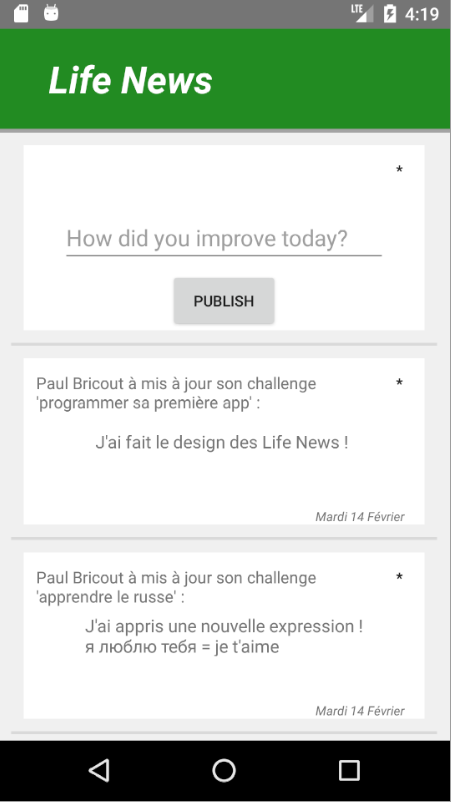 LTE 4:19
Life News
*
How did you improve today?
PUBLISH
Paul Bricout à mis à jour son challenge *
'programmer sa première app' :
J'ai fait le design des Life News !
Mardi 14 Février
Paul Bricout à mis à jour son challenge *
'apprendre le russe' :
J'ai appris une nouvelle expression !
я люблю тебя = je t'aime
Mardi 14 Février